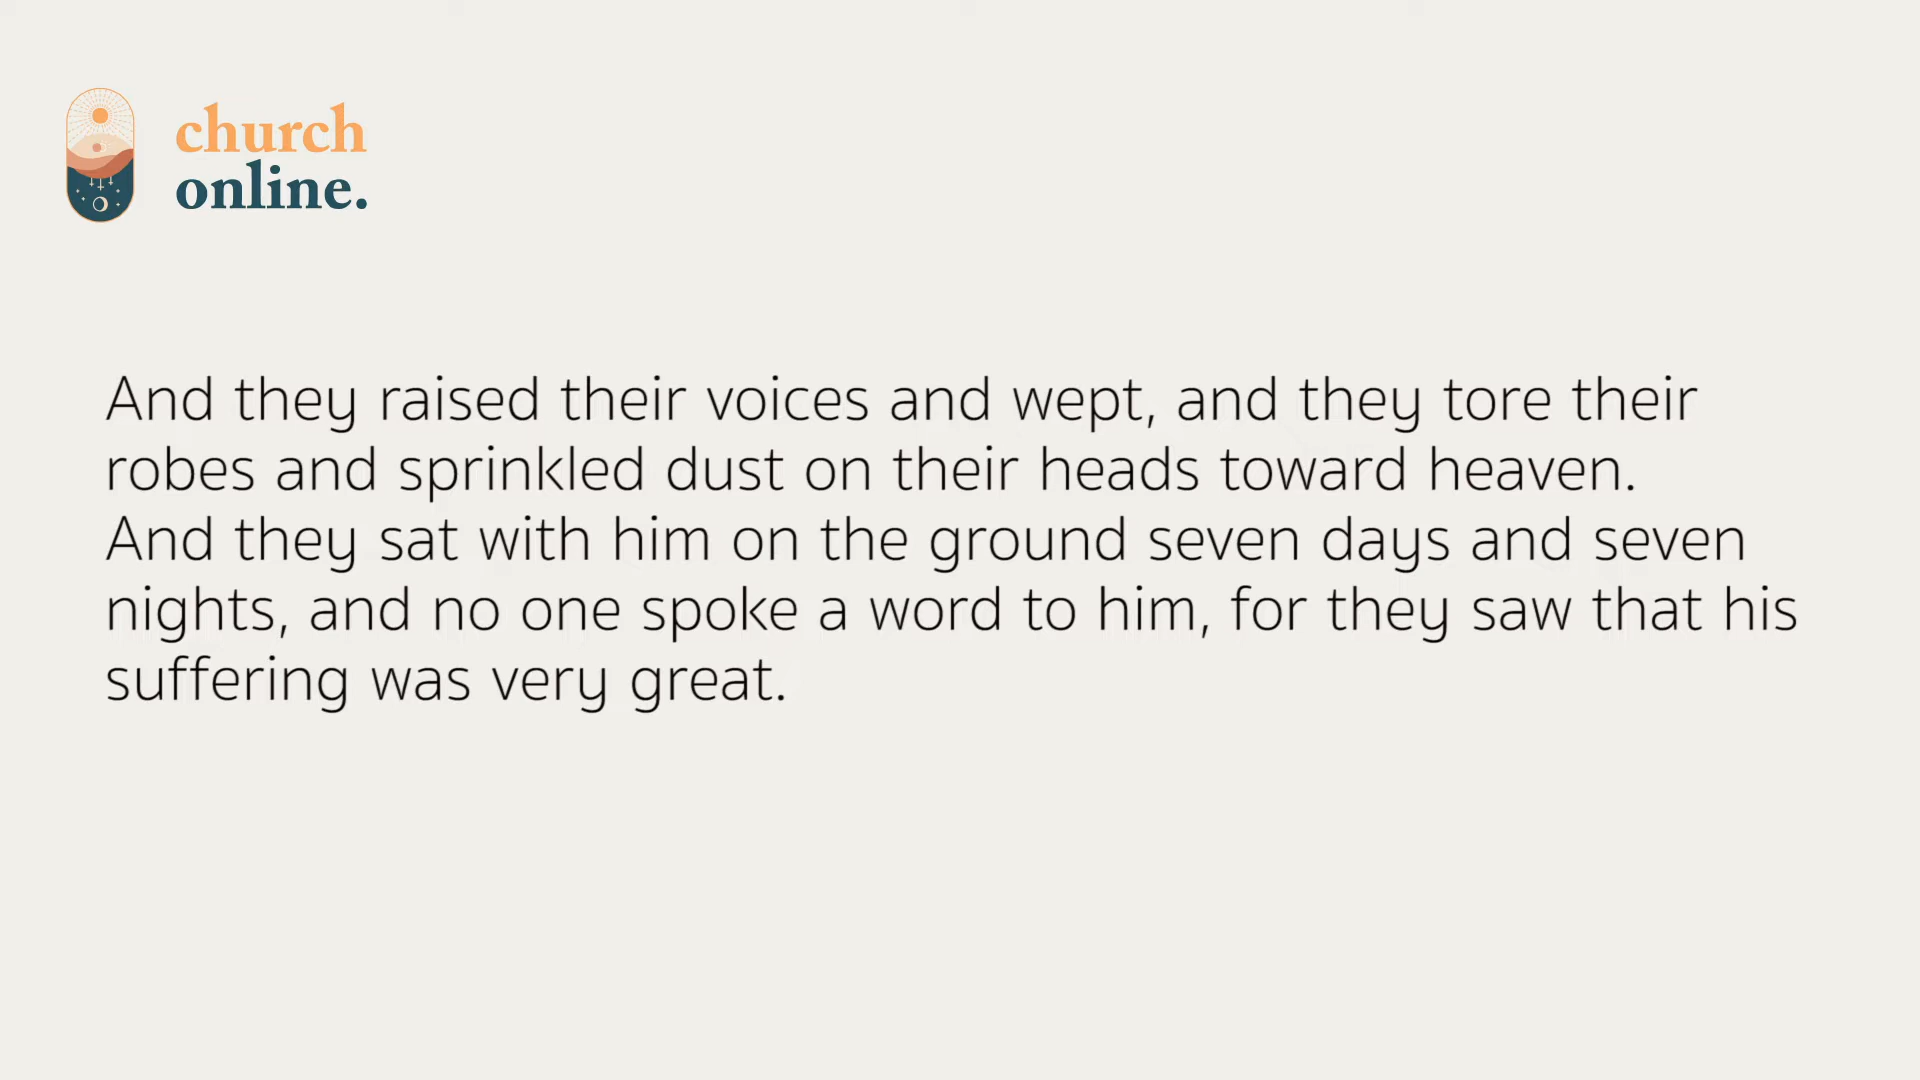 church
online.
And they raised their voices and wept, and they tore their
robes and sprinkled dust on their heads toward heaven.
And they sat with him on the ground seven days and seven
nights, and no one spoke a word to him, for they saw that his
suffering was very great.